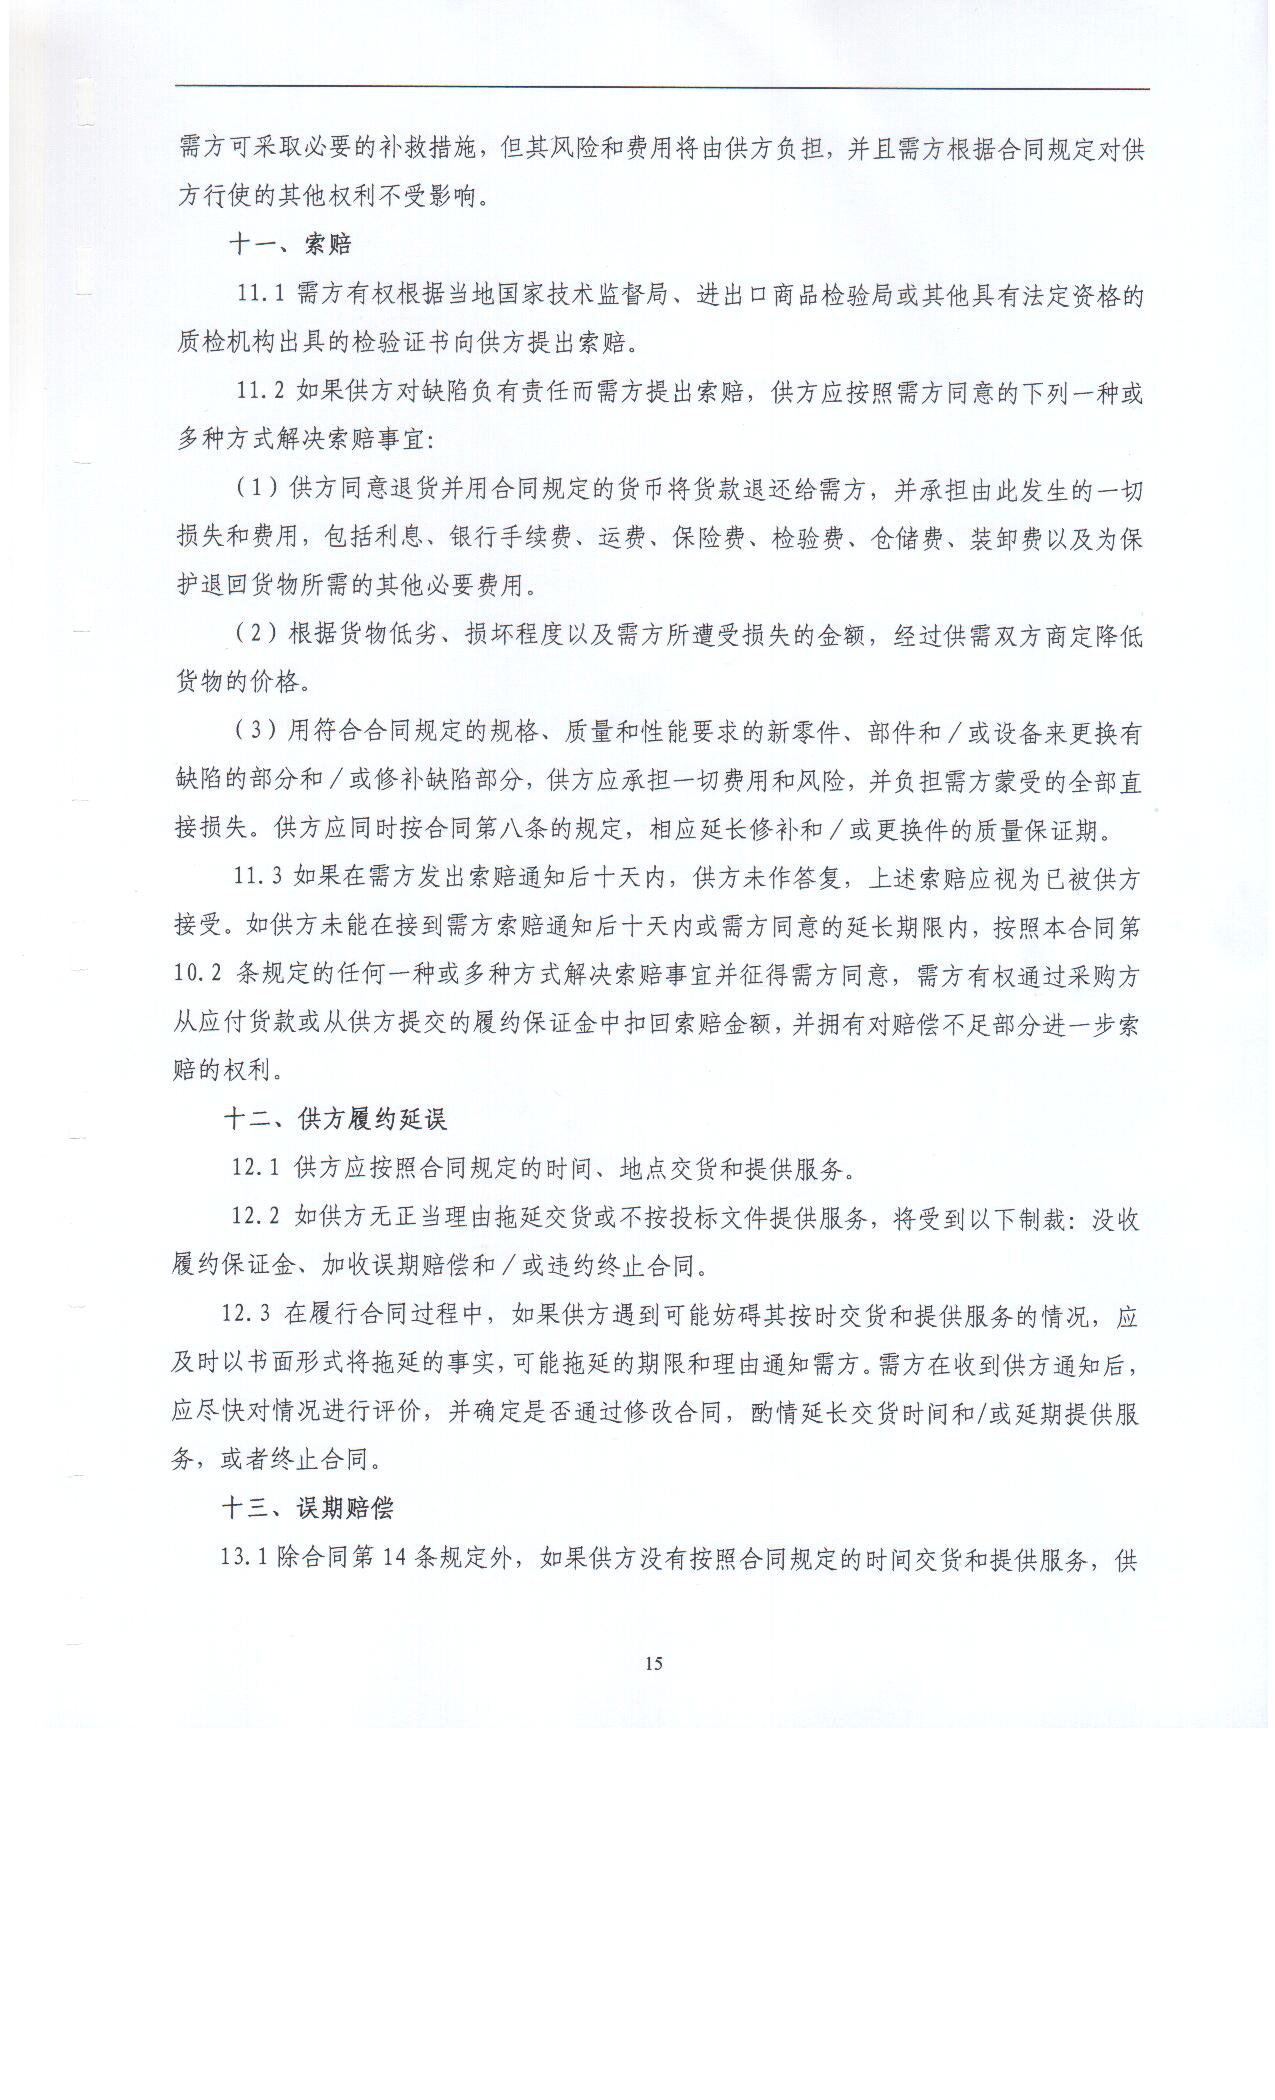 需方可采取必要的补救措施，但其风险和费用将由供方负担，并且需方根据合同规定对供
方行使的其他权利不受影响。
十一、索赔
11.1 需方有权根据当地国家技术监督局、进出口商品检验局或其他具有法定资格的
质检机构出具的检验证书向供方提出索赔。
11.2 如果供方对缺陷负有责任而需方提出索赔，供方应按照需方同意的下列一种或
多种方式解决索赔事宜：
（1）供方同意退货并用合同规定的货币将货款退还给需方，并承担由此发生的一切
损失和费用，包括利息、银行手续费、运费、保险费、检验费、仓储费、装卸费以及为保
护退回货物所需的其他必要费用。
（2）根据货物低劣、损坏程度以及需方所遭受损失的金额，经过供需双方商定降低
货物的价格。
（3）用符合合同规定的规格、质量和性能要求的新零件、部件和／或设备来更换有
缺陷的部分和／或修补缺陷部分，供方应承担一切费用和风险，并负担需方蒙受的全部直
接损失。供方应同时按合同第八条的规定，相应延长修补和／或更换件的质量保证期。
11.3 如果在需方发出索赔通知后十天内，供方未作答复，上述索赔应视为已被供方
接受。如供方未能在接到需方索赔通知后十天内或需方同意的延长期限内，按照本合同第
10.2 条规定的任何一种或多种方式解决索赔事宜并征得需方同意，需方有权通过采购方
从应付货款或从供方提交的履约保证金中扣回索赔金额，并拥有对赔偿不足部分进一步索
赔的权利。
十二、供方履约延误
12.1 供方应按照合同规定的时间、地点交货和提供服务。
12.2 如供方无正当理由拖延交货或不按投标文件提供服务，将受到以下制裁：没收
履约保证金、加收误期赔偿和／或违约终止合同。
12.3 在履行合同过程中，如果供方遇到可能妨碍其按时交货和提供服务的情况，应
及时以书面形式将拖延的事实，可能拖延的期限和理由通知需方。需方在收到供方通知后，
应尽快对情况进行评价，并确定是否通过修改合同，酌情延长交货时间和/或延期提供服
务，或者终止合同。
十三、误期赔偿
13.1 除合同第 14 条规定外，如果供方没有按照合同规定的时间交货和提供服务，供
15